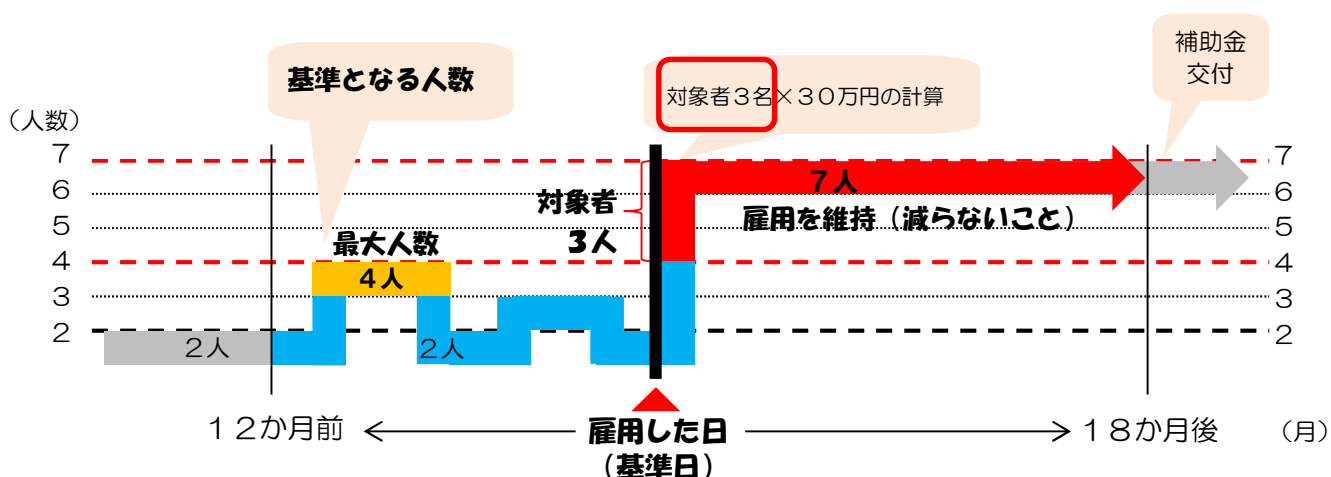 補助金
交付
基準となる人数
対象者３名×３０万円の計算
（人数）
7
6
5
4
3
2
7
6
5
4
3
2
対象者
３人
７人
雇用を維持（減らないこと）
最大人数
４人
２人
２人
１２か月前
雇用した日
（基準日）
１８か月後
（月）